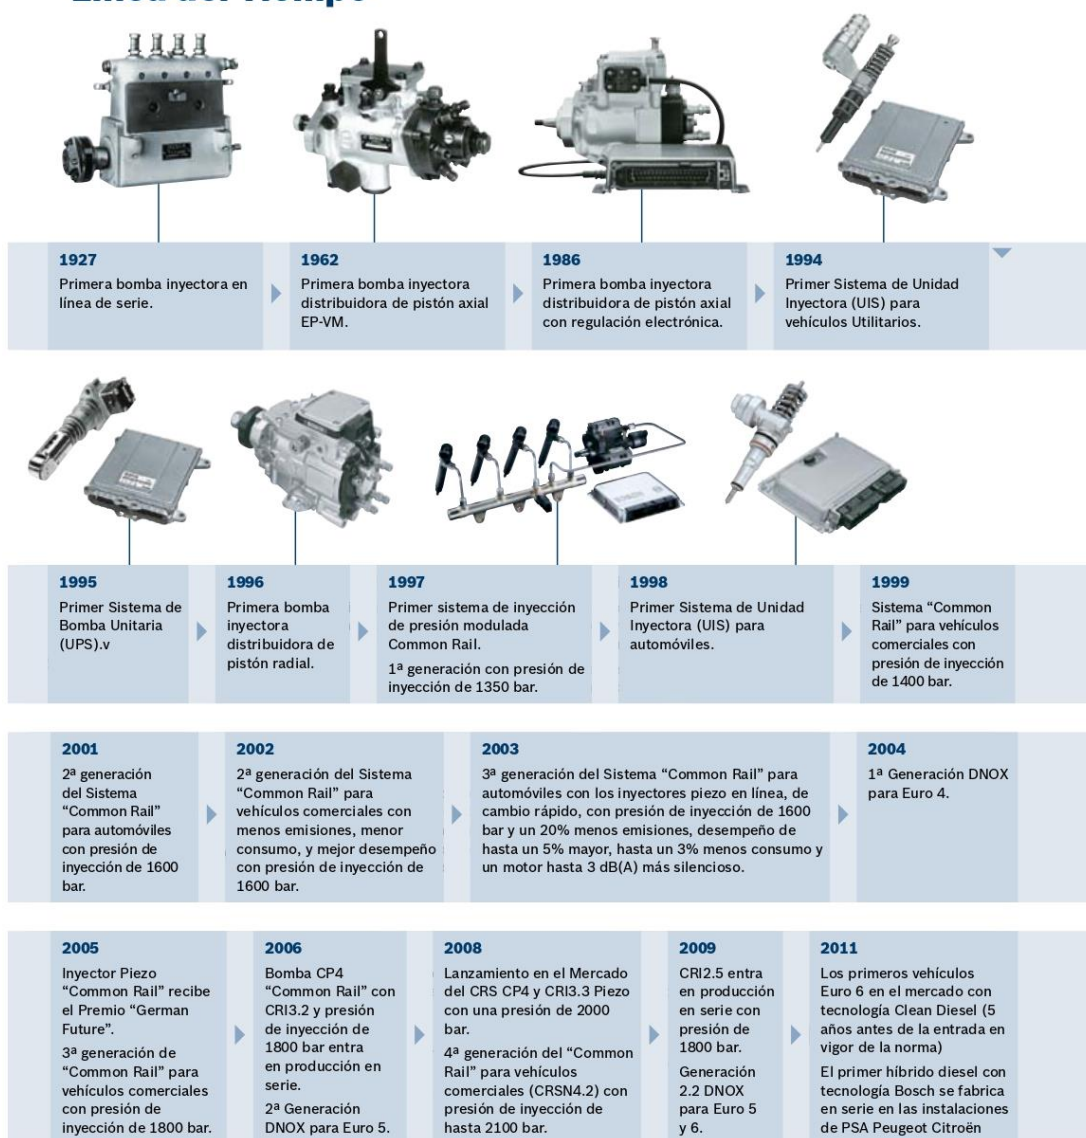 Línea del Tiempo
1927
Primera bomba inyectora en
línea de serie.
1962
Primera bomba inyectora
distribuidora de pistón axial
EP-VM.
1986
Primera bomba inyectora
distribuidora de pistón axial
con regulación electrónica.
1994
Primer Sistema de Unidad
Inyectora (UIS) para
vehículos Utilitarios.
1995
Primer Sistema de
Bomba Unitaria
(UPS).v
1996
Primera bomba
inyectora
distribuidora de
pistón radial.
1997
Primer sistema de inyección
de presión modulada
Common Rail.
1ª generación con presión de
inyección de 1350 bar.
1998
Primer Sistema de Unidad
Inyectora (UIS) para
automóviles.
1999
Sistema “Common
Rail” para vehículos
comerciales con
presión de inyección
de 1400 bar.
2001
2ª generación
del Sistema
“Common Rail”
para automóviles
con presión de
inyección de 1600
bar.
2002
2ª generación del Sistema
“Common Rail” para
vehículos comerciales con
menos emisiones, menor
consumo, y mejor desempeño
con presión de inyección de
1600 bar.
2003
3ª generación del Sistema “Common Rail” para
automóviles con los injectores piezo en línea, de
cambio rápido, con presión de inyección de 1600
bar y un 20% menos emisiones, desempeño de
hasta un 5% mayor, hasta un 3% menos consumo y
un motor hasta 3 dB(A) más silencioso.
2004
1ª Generación DNOX
para Euro 4.
2005
Inyector Piezo
“Common Rail” recibe
el Premio “German
Future”.
3ª generación de
“Common Rail” para
vehículos comerciales
con presión de
inyección de 1800 bar.
2006
Bomba CP4
“Common Rail” con
CRI3.2 y presión
de inyección de
1800 bar entra
en producción en
serie.
2ª Generación
DNOX para Euro 5.
2008
Lanzamiento en el Mercado
del CRS CP4 y CRI3.3 Piezo
con una presión de 2000
bar.
4ª generación del “Common
Rail” para vehículos
comerciales (CRSN4.2) con
presión de inyección de
hasta 2100 bar.
2009
CRI2.5 entra
en producción
en serie con
presión de
1800 bar.
Generación
2.2 DNOX
para Euro 5
y 6.
2011
Los primeros vehículos
Euro 6 en el mercado con
tecnología Clean Diesel (5
años antes de la entrada en
vigor de la norma)
El primer híbrido diesel con
tecnología Bosch se fabrica
en serie en las instalaciones
de PSA Peugeot Citroën